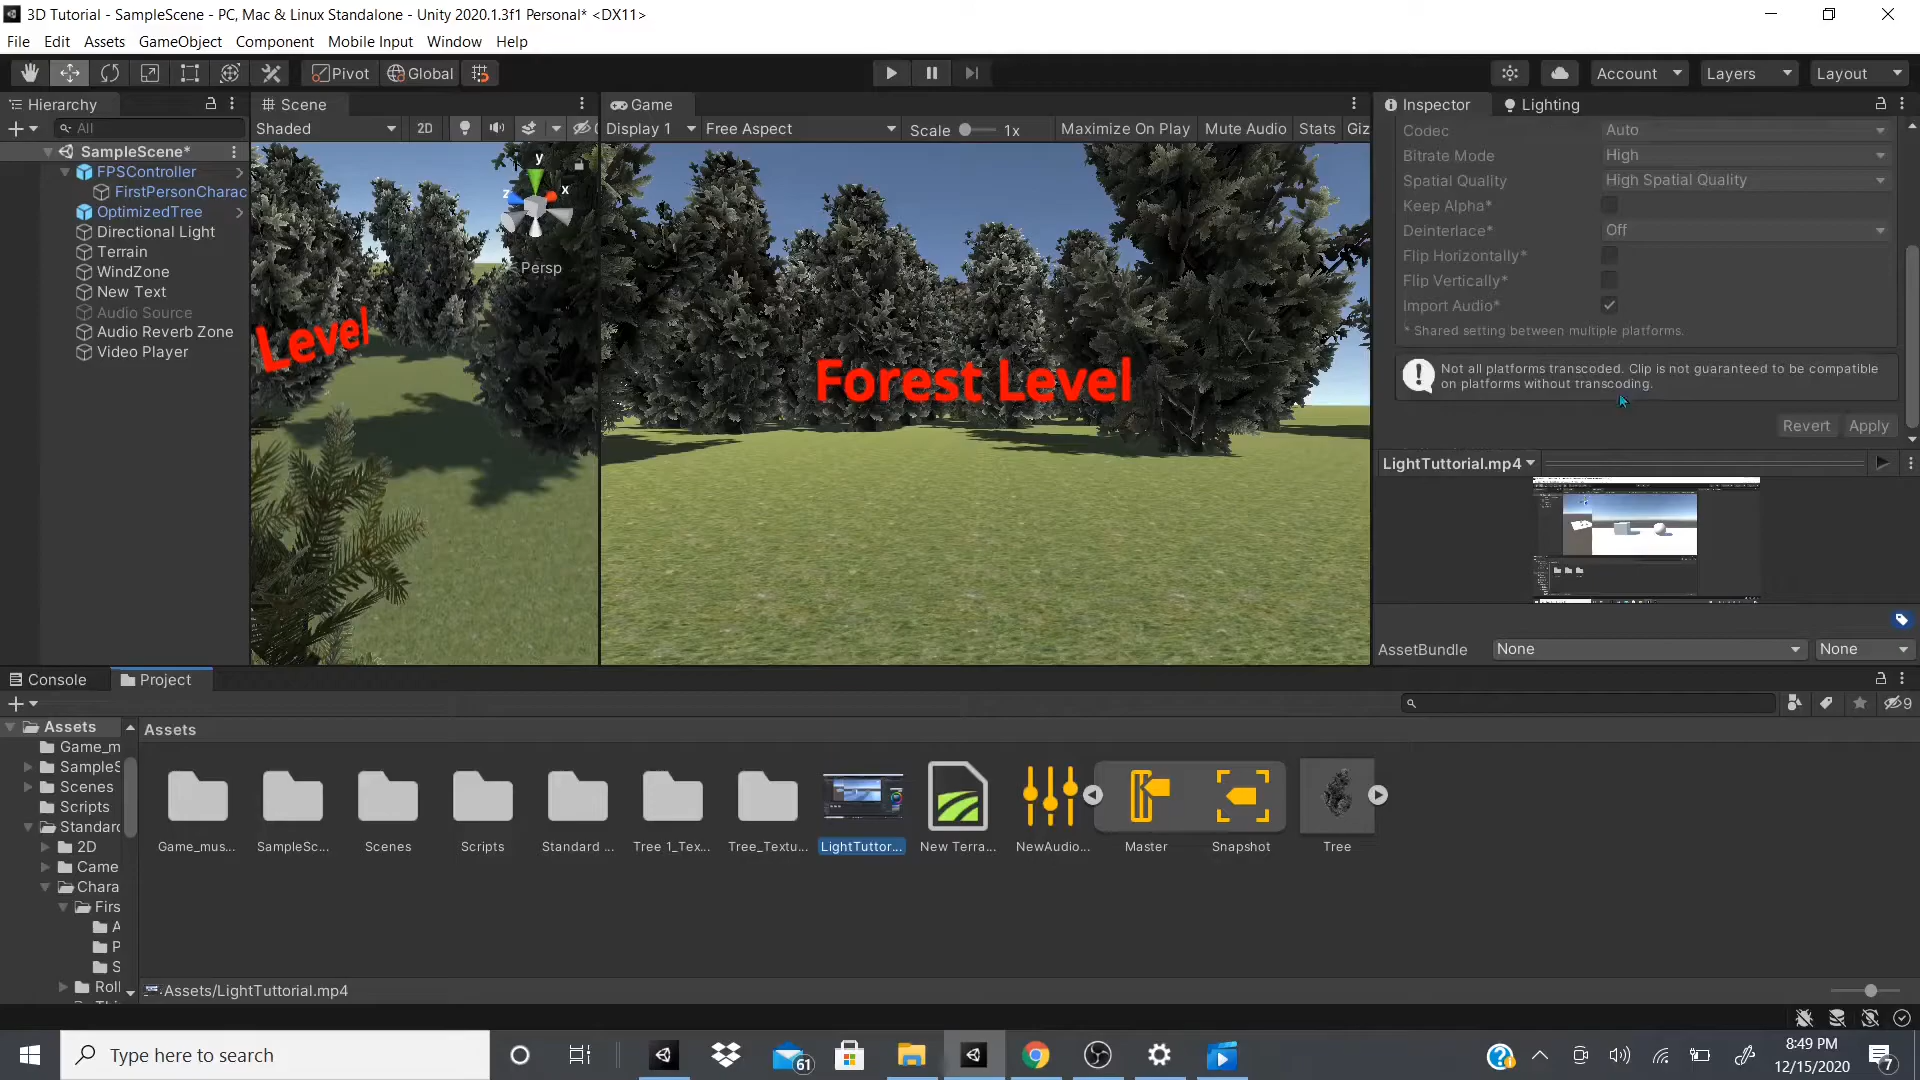 3D Tutorial - SampleScene - PC, Mac & Linux Standalone - Unity 2020.1.3f1 Personal* <DX11>
File Edit Assets GameObject Component Mobile Input Window Help
Pivot Global Account Layers Layout
Hierarchy
All
SampleScene*
FPSController
FirstPersonCharac
OptimizedTree
Directional Light
Terrain
WindZone
New Text
Audio Source
Audio Reverb Zone
Video Player
Scene
Shaded 2D
y
x
z
Persp
Level
Game
Display 1 Free Aspect Scale 1x Maximize On Play Mute Audio Stats Giz
Forest Level
Inspector Lighting
Codec Auto
Bitrate Mode High
Spatial Quality High Spatial Quality
Keep Alpha*
Deinterlace* Off
Flip Horizontally*
Flip Vertically*
Import Audio*
* Shared setting between multiple platforms.
Not all platforms transcoded. Clip is not guaranteed to be compatible
on platforms without transcoding.
Revert Apply
LightTuttorial.mp4
AssetBundle None None
Console Project
9
Assets
Game_m
SampleS
Scenes
Scripts
Standard
2D
Came
Chara
Firs
A
P
S
Roll
Assets
Game_mus... SampleSc... Scenes Scripts Standard ... Tree 1_Tex... Tree_Textu... LightTuttor... New Terra... NewAudio... Master Snapshot Tree
Assets/LightTuttorial.mp4
Type here to search
61
8:49 PM
12/15/2020
7